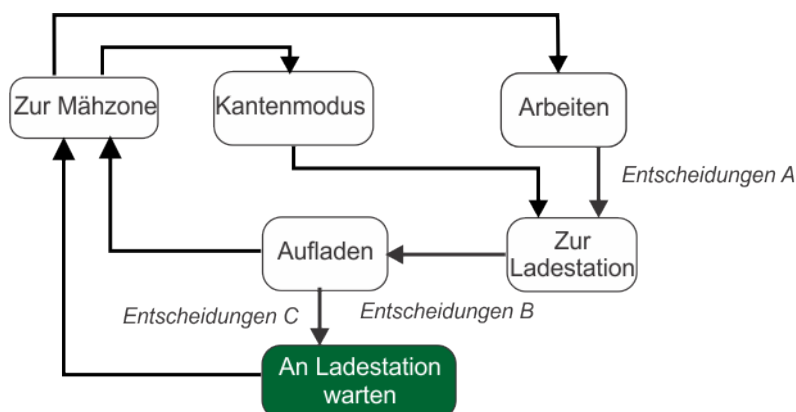 Zur Mähzone
Kantenmodus
Arbeiten
Entscheidungen A
Zur
Ladestation
Aufladen
Entscheidungen B
Entscheidungen C
An Ladestation
warten